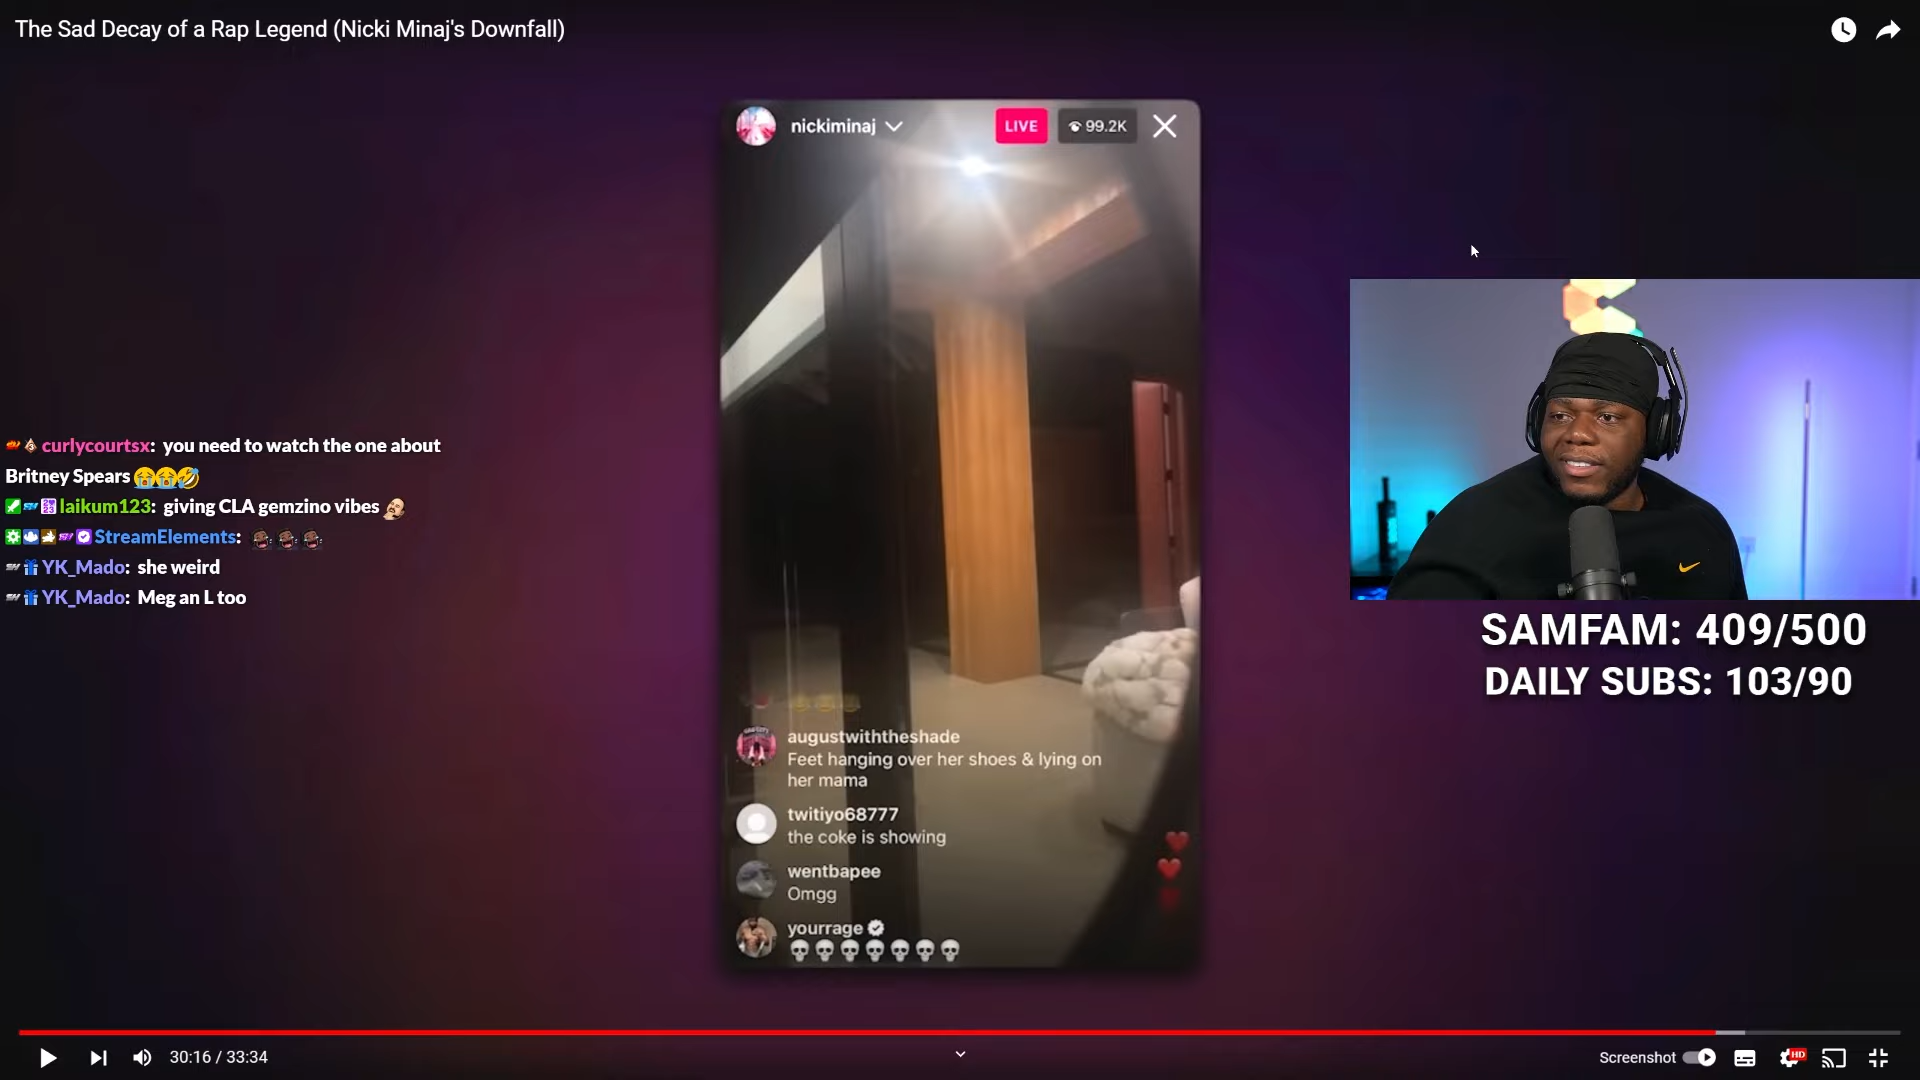 The Sad Decay of a Rap Legend (Nicki Minaj's Downfall)
nickiminaj
LIVE
99.2K
curlycourtsx: you need to watch the one about
Britney Spears 😭😭🤣
laikum123: giving CLA gemzino vibes
StreamElements:
YK_Mado: she weird
YK_Mado: Meg an L too
augustwiththeshade
Feet hanging over her shoes & lying on
her mama
twitiyo68777
the coke is showing
wentbapee
Omgg
yourrage
💀💀💀💀💀💀💀
SAMFAM: 409/500
DAILY SUBS: 103/90
30:16 / 33:34
Screenshot
HD